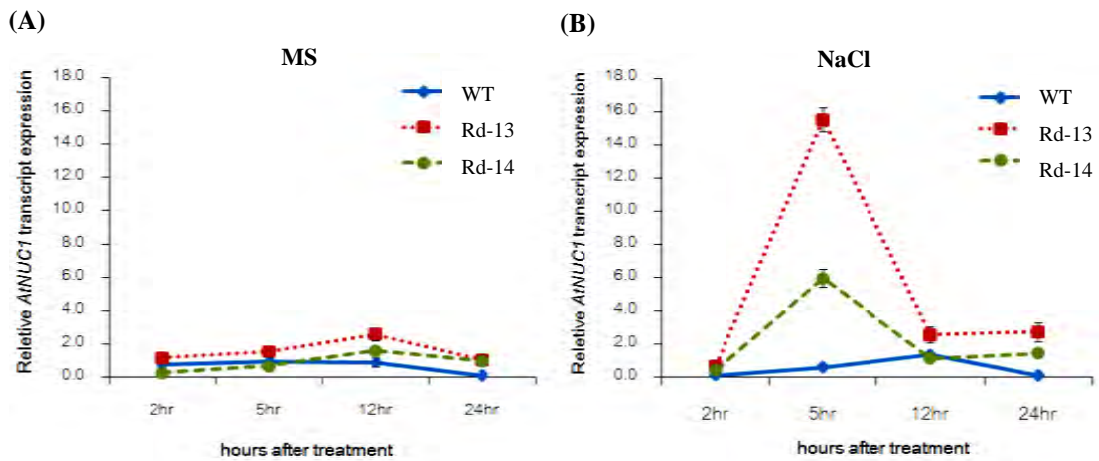 (A)
MS
Reletive AtNUC1 transcript expression
18.0
16.0
14.0
12.0
10.0
8.0
6.0
4.0
2.0
0.0
WT
Rd-13
Rd-14
2hr
5hr
12hr
24hr
hours after treatment
(B)
NaCl
Reletive AtNUC1 transcript expression
18.0
16.0
14.0
12.0
10.0
8.0
6.0
4.0
2.0
0.0
WT
Rd-13
Rd-14
2hr
5hr
12hr
24hr
hours after treatment